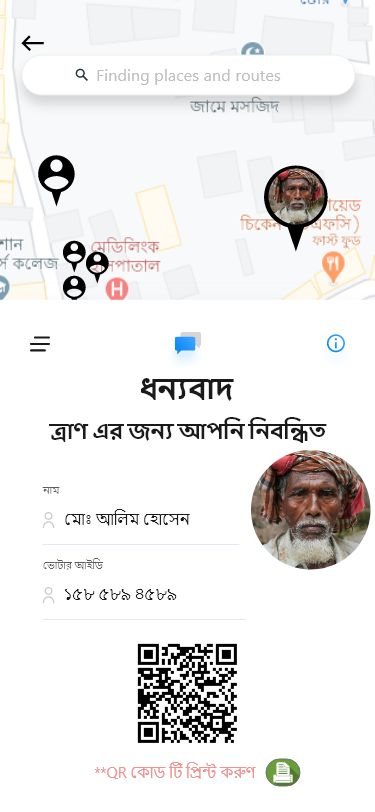 স্টোর
Finding places and routes
জামে মসজিদ
য়েড
চিকেন
এফসি)
ফাস্ট ফুড
শান
র্স কলেজ
মেডিলিংক
সপাতাল
H
ধন্যবাদ
ত্রাণ এর জন্য আপনি নিবন্ধিত
নাম
মোঃ আলিম হোসেন
ভোটার আইডি
১৫৮ ৫৮৯ ৪৫৮৯
**QR কোড টি প্রিন্ট করুণ